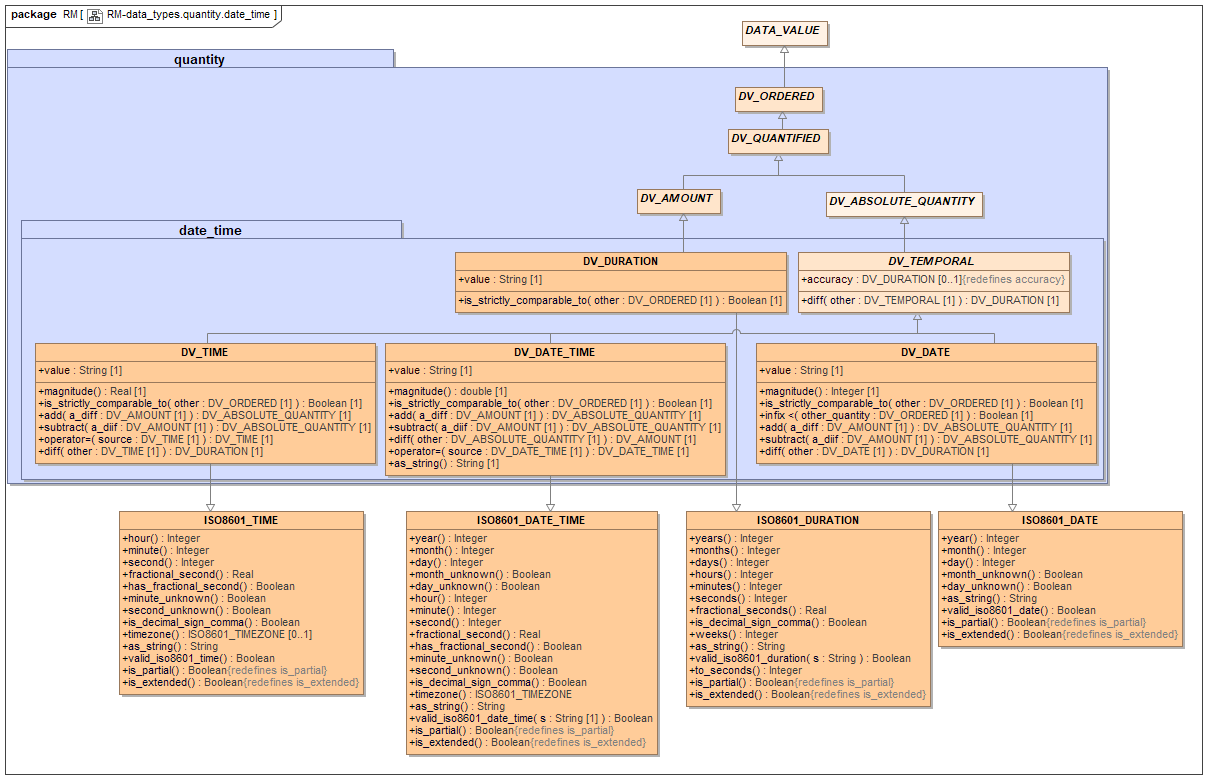 package RM [ RM-data_types.quantity.date_time ]
DATA_VALUE
quantity
DV_ORDERED
DV_QUANTIFIED
DV_AMOUNT
DV_ABSOLUTE_QUANTITY
date_time
DV_DURATION
+value : String [1]
+is_strictly_comparable_to( other : DV_ORDERED [1] ) : Boolean [1]
DV_TEMPORAL
+accuracy : DV_DURATION [0..1]{redefines accuracy}
+diff( other : DV_TEMPORAL [1] ) : DV_DURATION [1]
DV_TIME
+value : String [1]
+magnitude() : Real [1]
+is_strictly_comparable_to( other : DV_ORDERED [1] ) : Boolean [1]
+add( a_diff : DV_AMOUNT [1] ) : DV_ABSOLUTE_QUANTITY [1]
+subtract( a_diif : DV_AMOUNT [1] ) : DV_ABSOLUTE_QUANTITY [1]
+operator=( source : DV_TIME [1] ) : DV_TIME [1]
+diff( other : DV_TIME [1] ) : DV_DURATION [1]
DV_DATE_TIME
+value : String [1]
+magnitude() : double [1]
+is_strictly_comparable_to( other : DV_ORDERED [1] ) : Boolean [1]
+add( a_diff : DV_AMOUNT [1] ) : DV_ABSOLUTE_QUANTITY [1]
+subtract( a_diif : DV_AMOUNT [1] ) : DV_ABSOLUTE_QUANTITY [1]
+diff( other : DV_ABSOLUTE_QUANTITY [1] ) : DV_AMOUNT [1]
+operator=( source : DV_DATE_TIME [1] ) : DV_DATE_TIME [1]
+as_string() : String [1]
DV_DATE
+value : String [1]
+magnitude() : Integer [1]
+is_strictly_comparable_to( other : DV_ORDERED [1] ) : Boolean [1]
+infix <( other_quantity : DV_ORDERED [1] ) : Boolean [1]
+add( a_diff : DV_AMOUNT [1] ) : DV_ABSOLUTE_QUANTITY [1]
+subtract( a_diif : DV_AMOUNT [1] ) : DV_ABSOLUTE_QUANTITY [1]
+diff( other : DV_DATE [1] ) : DV_DURATION [1]
ISO8601_TIME
+hour() : Integer
+minute() : Integer
+second() : Integer
+fractional_second() : Real
+has_fractional_second() : Boolean
+minute_unknown() : Boolean
+second_unknown() : Boolean
+is_decimal_sign_comma() : Boolean
+timezone() : ISO8601_TIMEZONE [0..1]
+as_string() : String
+valid_iso8601_time() : Boolean
+is_partial() : Boolean{redefines is_partial}
+is_extended() : Boolean{redefines is_extended}
ISO8601_DATE_TIME
+year() : Integer
+month() : Integer
+day() : Integer
+month_unknown() : Boolean
+day_unknown() : Boolean
+hour() : Integer
+minute() : Integer
+second() : Integer
+fractional_second() : Real
+has_fractional_second() : Boolean
+minute_unknown() : Boolean
+second_unknown() : Boolean
+is_decimal_sign_comma() : Boolean
+timezone() : ISO8601_TIMEZONE
+as_string() : String
+valid_iso8601_date_time( s : String [1] ) : Boolean
+is_partial() : Boolean{redefines is_partial}
+is_extended() : Boolean{redefines is_extended}
ISO8601_DURATION
+years() : Integer
+months() : Integer
+days() : Integer
+hours() : Integer
+minutes() : Integer
+seconds() : Integer
+fractional_seconds() : Real
+is_decimal_sign_comma() : Boolean
+weeks() : Integer
+as_string() : String
+valid_iso8601_duration( s : String ) : Boolean
+to_seconds() : Integer
+is_partial() : Boolean{redefines is_partial}
+is_extended() : Boolean{redefines is_extended}
ISO8601_DATE
+year() : Integer
+month() : Integer
+day() : Integer
+month_unknown() : Boolean
+day_unknown() : Boolean
+as_string() : String
+valid_iso8601_date() : Boolean
+is_partial() : Boolean{redefines is_partial}
+is_extended() : Boolean{redefines is_extended}